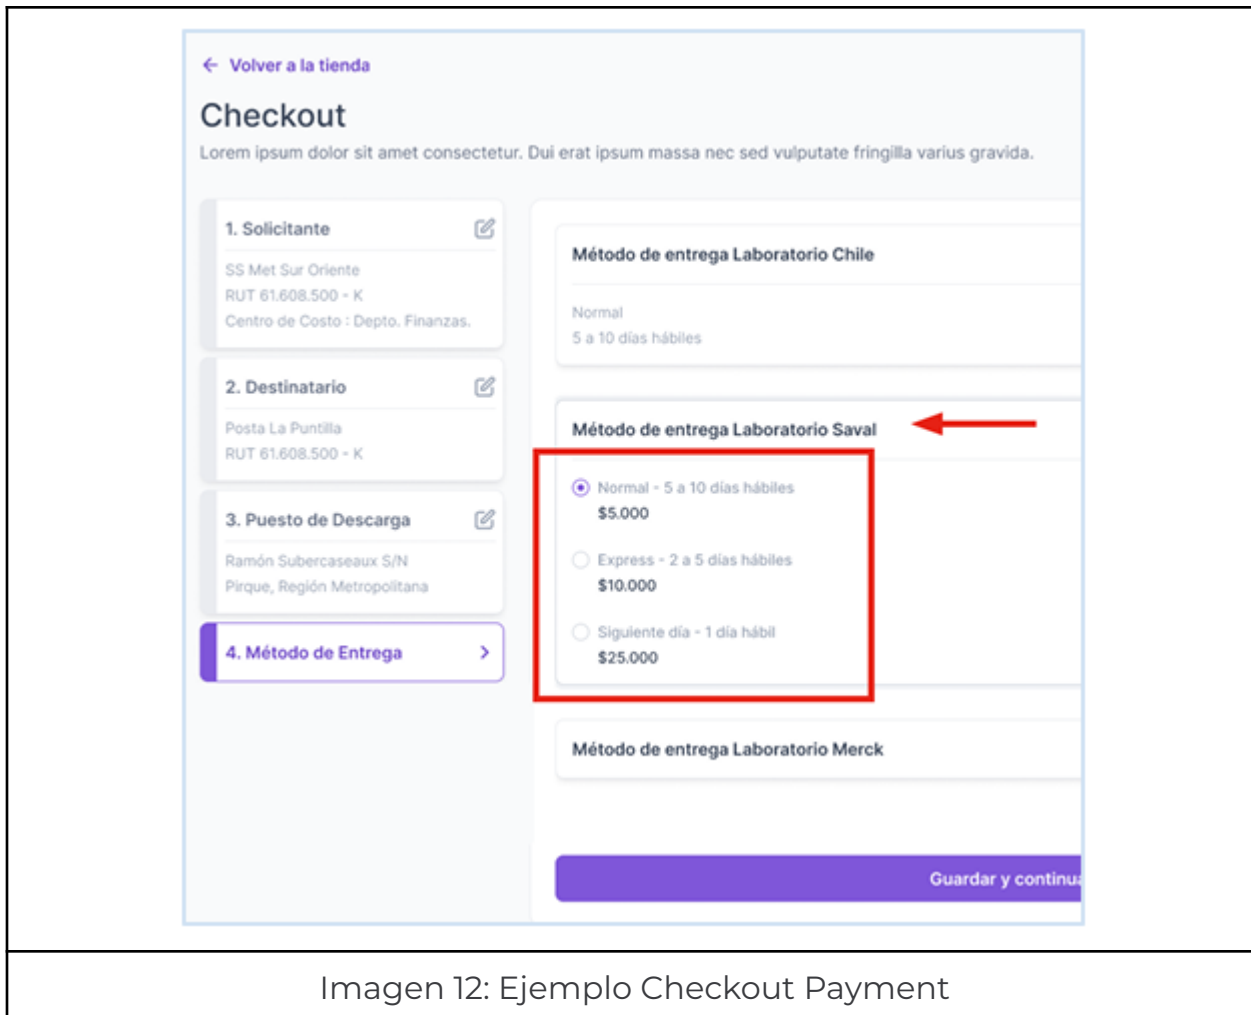 Volver a la tienda
Checkout
Lorem ipsum dolor sit amet consectetur. Dui erat ipsum massa nec sed vulputate fringilla varius gravida.
1. Solicitante
SS Met Sur Oriente
RUT 61.608.500 - K
Centro de Costo : Depto. Finanzas.
2. Destinatario
Posta La Puntilla
RUT 61.608.500 - K
3. Puesto de Descarga
Ramón Subercaseaux S/N
Pirque, Región Metropolitana
4. Método de Entrega
Método de entrega Laboratorio Chile
Normal
5 a 10 días hábiles
Método de entrega Laboratorio Saval
Normal - 5 a 10 días hábiles
$5.000
Express - 2 a 5 días hábiles
$10.000
Siguiente día - 1 día hábil
$25.000
Método de entrega Laboratorio Merck
Guardar y continua
Imagen 12: Ejemplo Checkout Payment